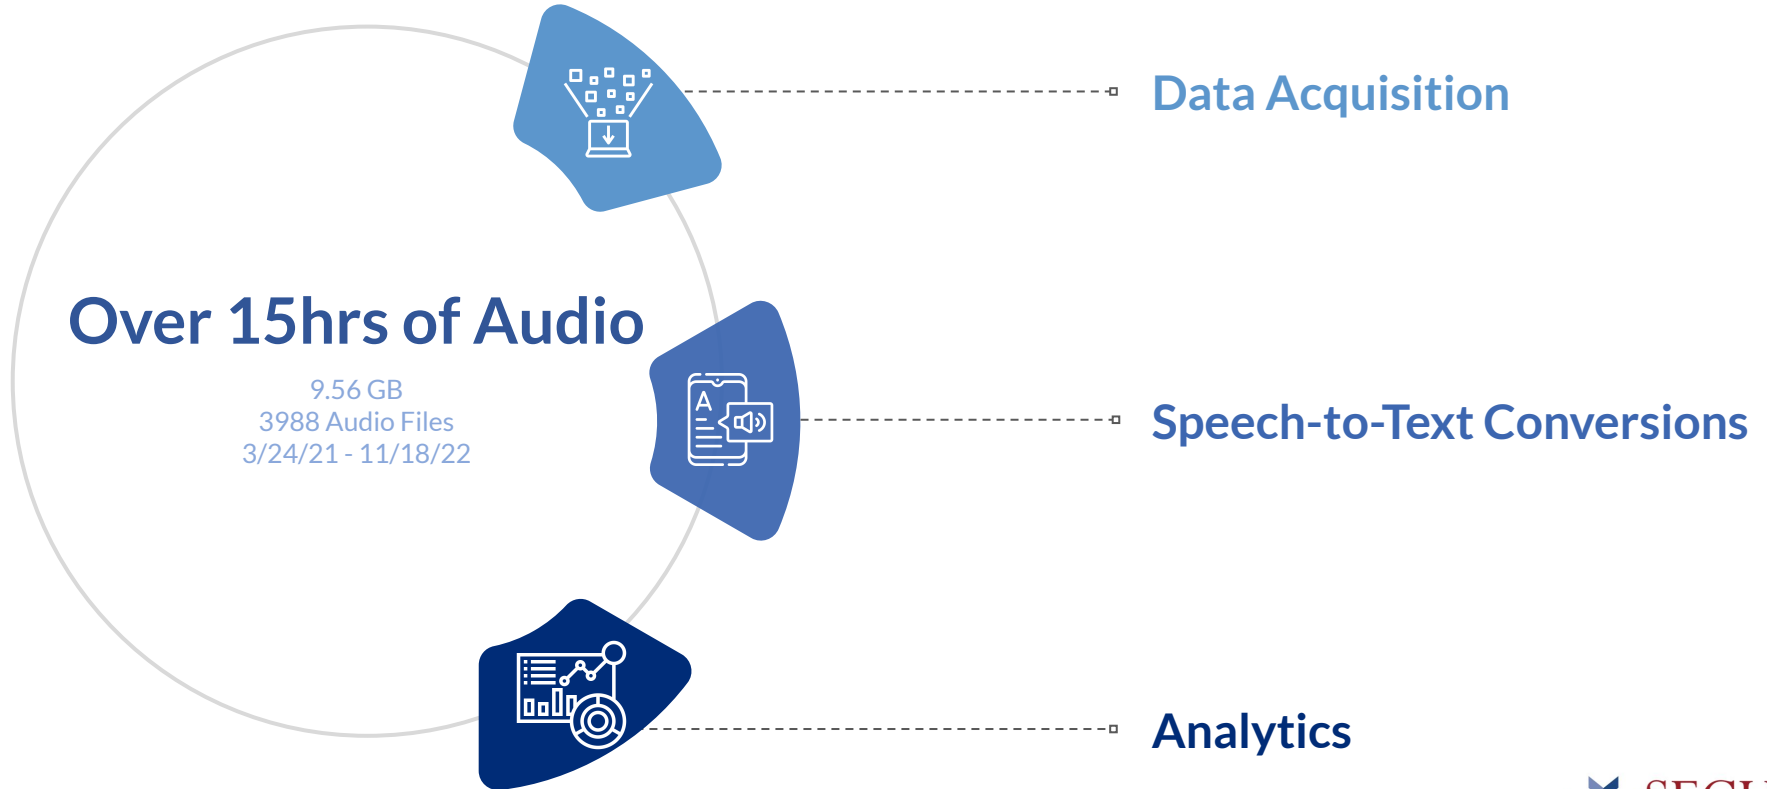 Data Acquisition
Over 15hrs of Audio
9.56 GB
3988 Audio Files
3/24/21 - 11/18/22
A
Speech-to-Text Conversions
Analytics